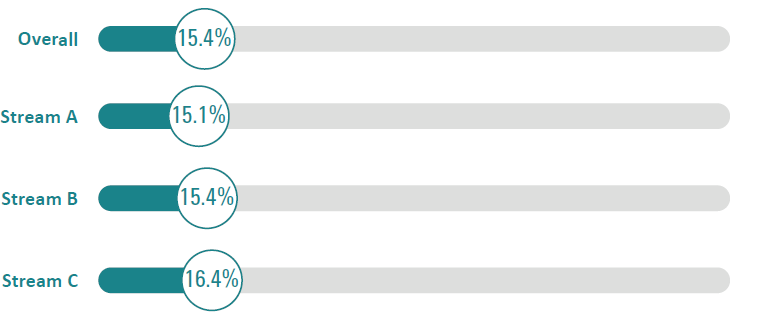 Overall 15.4%
Stream A 15.1%
Stream B 15.4%
Stream C 16.4%